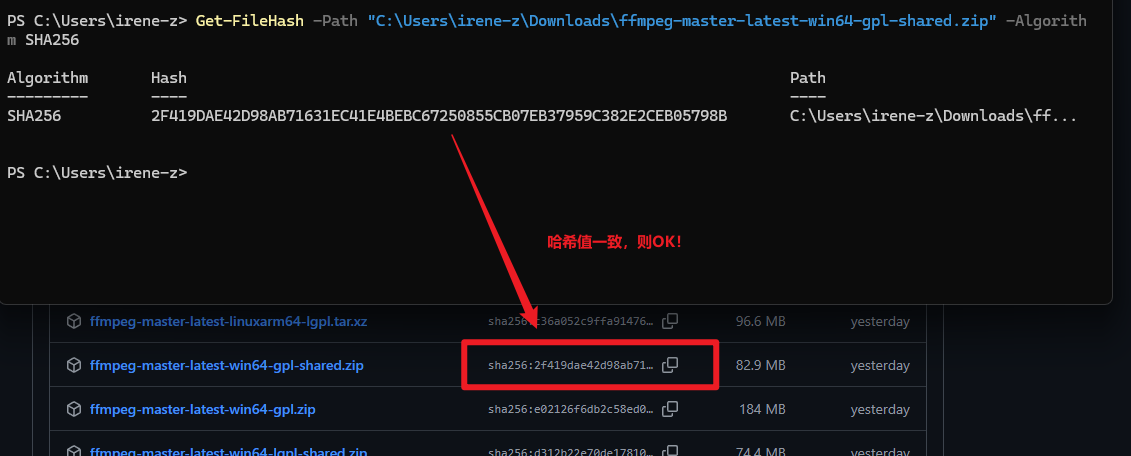 PS C:\Users\irene-z> Get-FileHash -Path "C:\Users\irene-z\Downloads\ffmpeg-master-latest-win64-gpl-shared.zip" -Algorith
m SHA256
Algorithm Hash Path
--------- ---- ----
SHA256 2F419DAE42D98AB71631EC41E4BEBC67250855CB07EB37959C382E2CEB05798B C:\Users\irene-z\Downloads\ff...
PS C:\Users\irene-z>
哈希值一致，则OK！
ffmpeg-master-latest-linuxarm64-lgpl.tar.xz sha256:c36a052c9ffa91476… 96.6 MB yesterday
ffmpeg-master-latest-win64-gpl-shared.zip sha256:2f419dae42d98ab71… 82.9 MB yesterday
ffmpeg-master-latest-win64-gpl.zip sha256:e02126f6db2c58ed0… 184 MB yesterday
ffmpeg-master-latest-win64-lgpl-shared.zip sha256:d312b22e70de17810… 74.4 MB yesterday